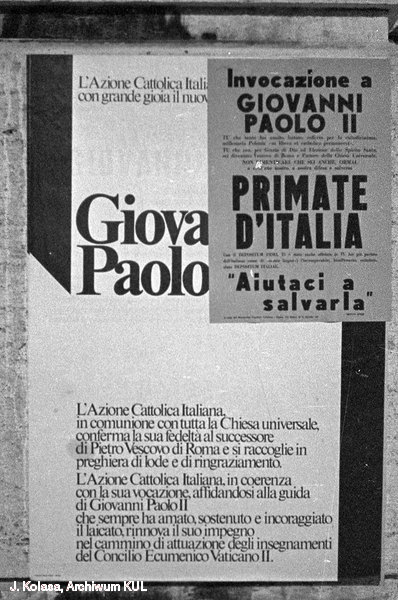 L'Azione Cattolica Italia
con grande gioia il nuov
Giova
Paolo
Invocazione a
GIOVANNI
PAOLO II
PRIMATE
D'ITALIA
"Aiutaci a
salvarla"
L'Azione Cattolica Italiana,
in comunione con tutta la Chiesa universale,
conferma la sua fedeltà al successore
di Pietro Vescovo di Roma e si raccoglie in
preghiera di lode e di ringraziamento.
L'Azione Cattolica Italiana, in coerenza
con la sua vocazione, affidandosi alla guida
di Giovanni Paolo II
che sempre ha amato, sostenuto e incoraggiato
il laicato, rinnova il suo impegno
nel cammino di attuazione degli insegnamenti
del Concilio Ecumenico Vaticano II.
J. Kolasa, Archiwum KUL